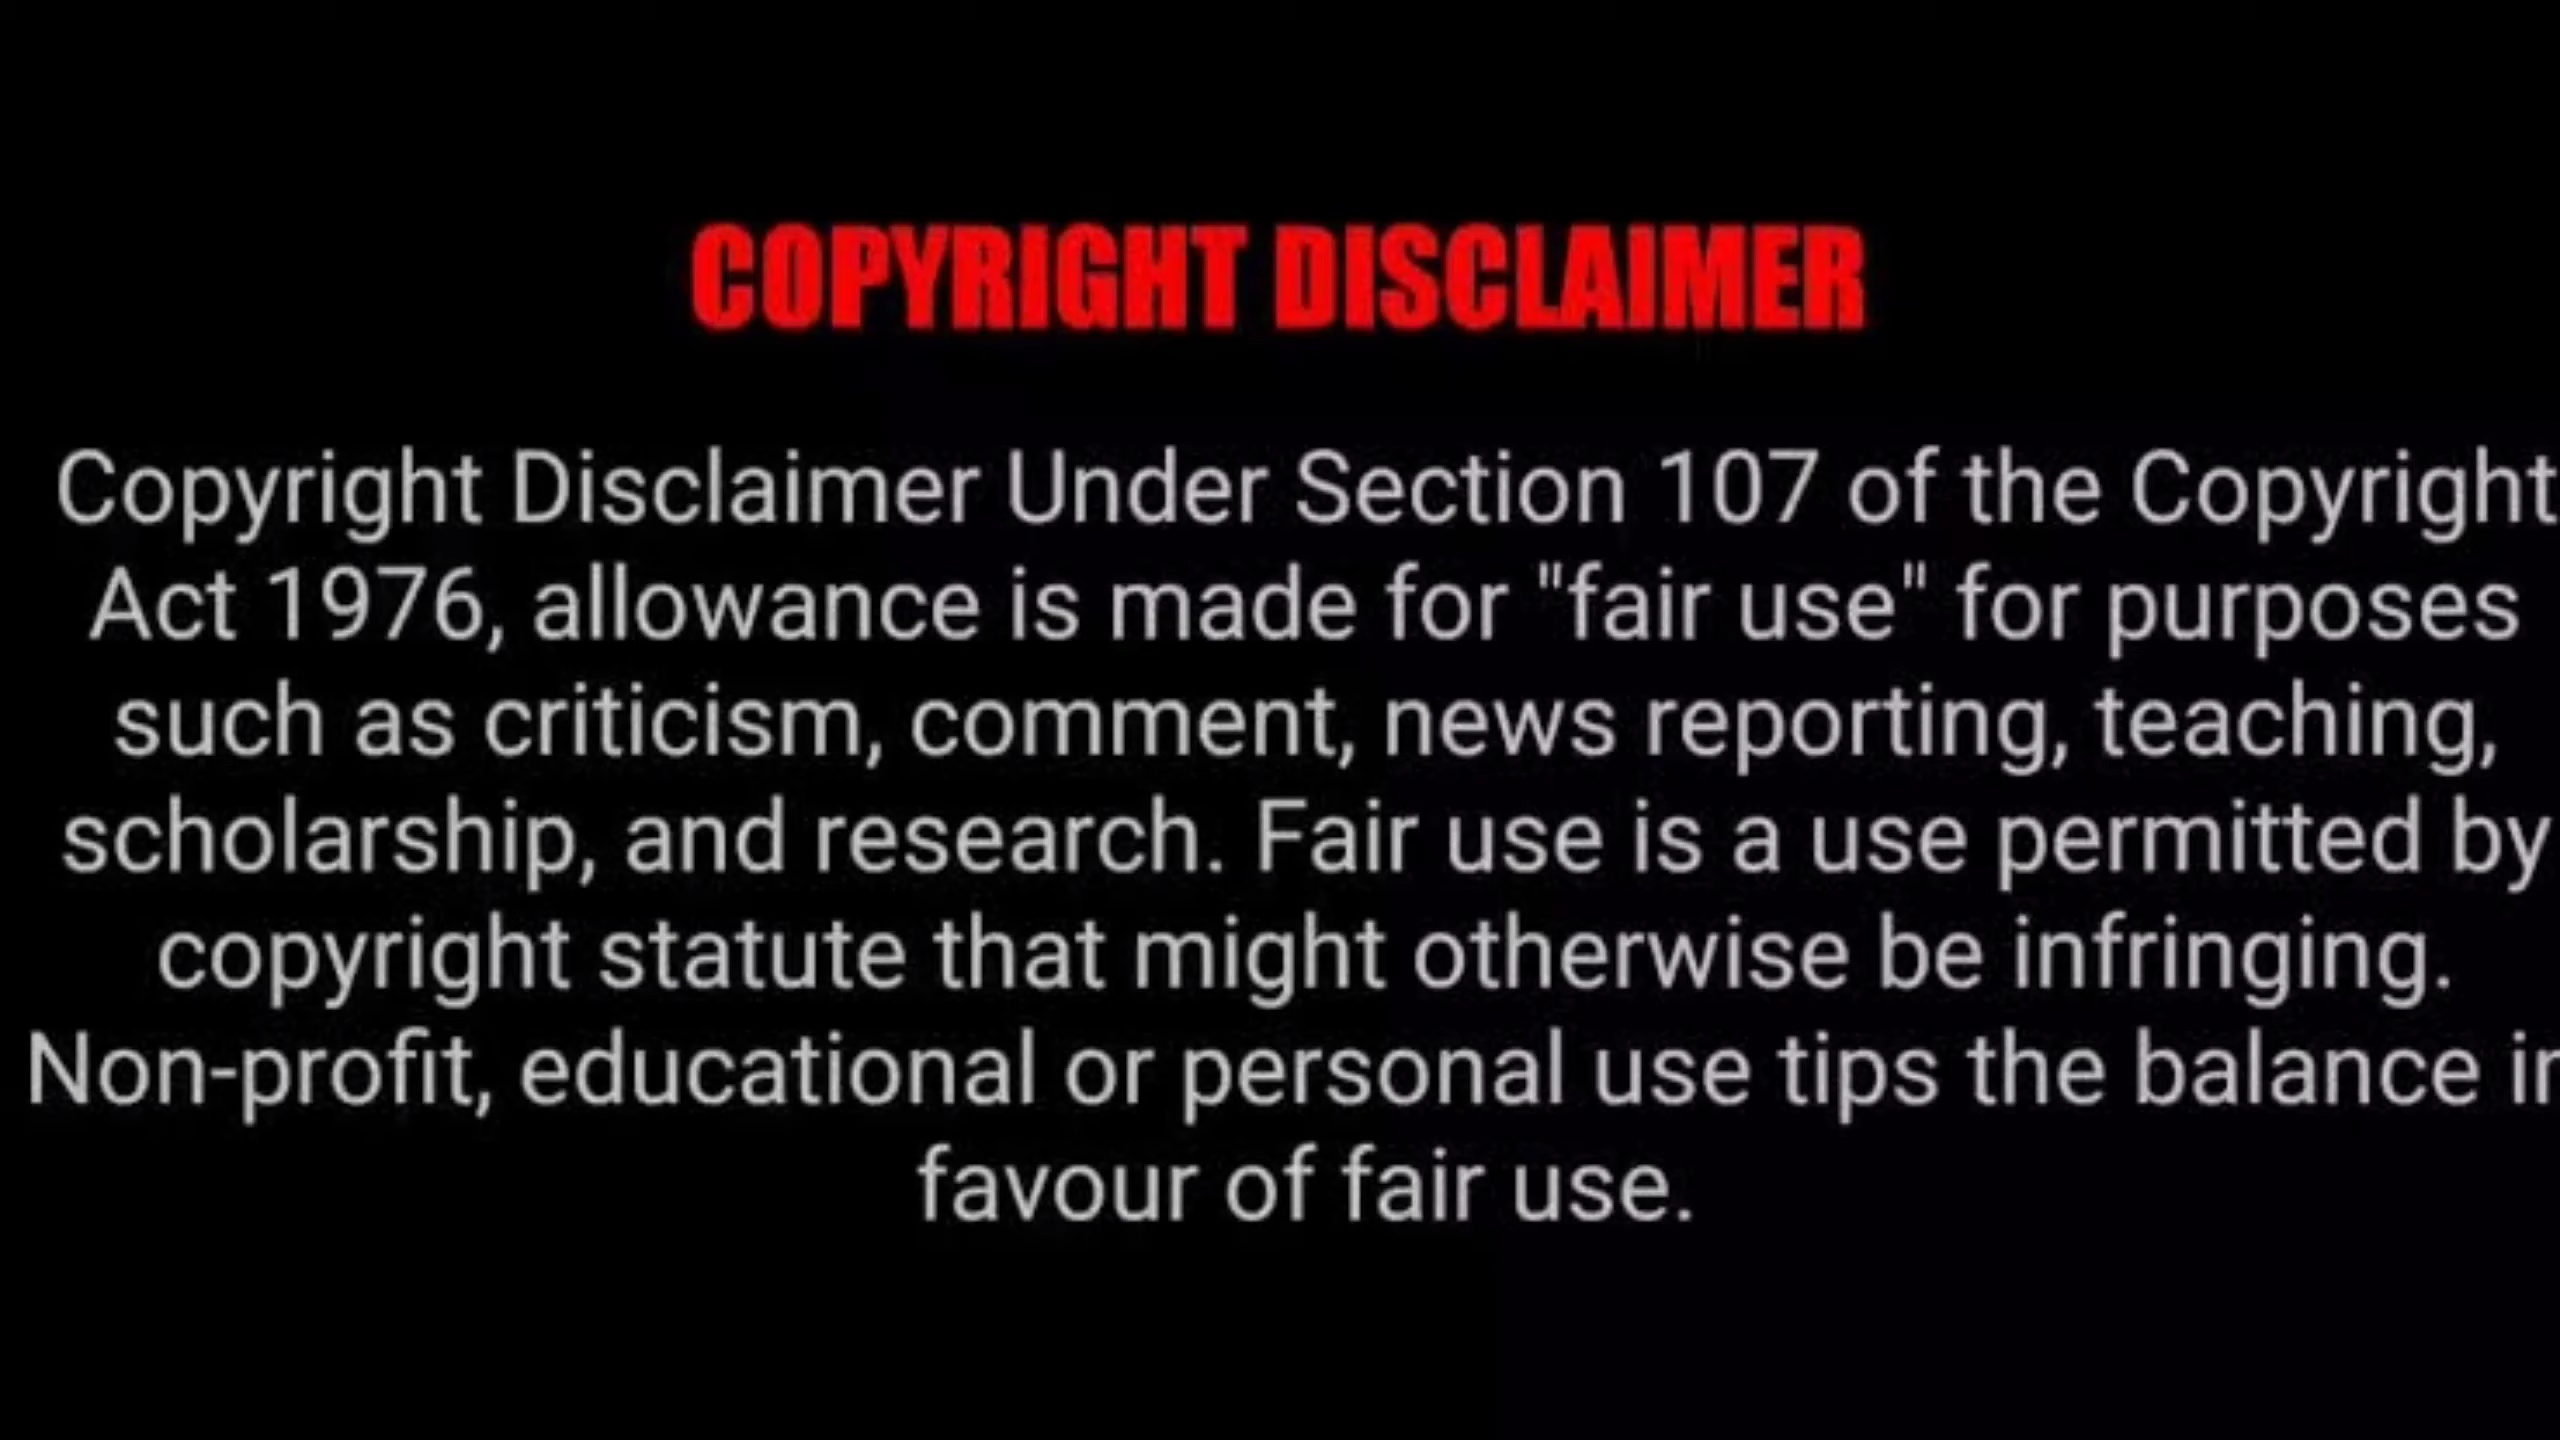 COPYRIGHT DISCLAIMER
Copyright Disclaimer Under Section 107 of the Copyright
Act 1976, allowance is made for "fair use" for purposes
such as criticism, comment, news reporting, teaching,
scholarship, and research. Fair use is a use permitted by
copyright statute that might otherwise be infringing.
Non-profit, educational or personal use tips the balance in
favour of fair use.